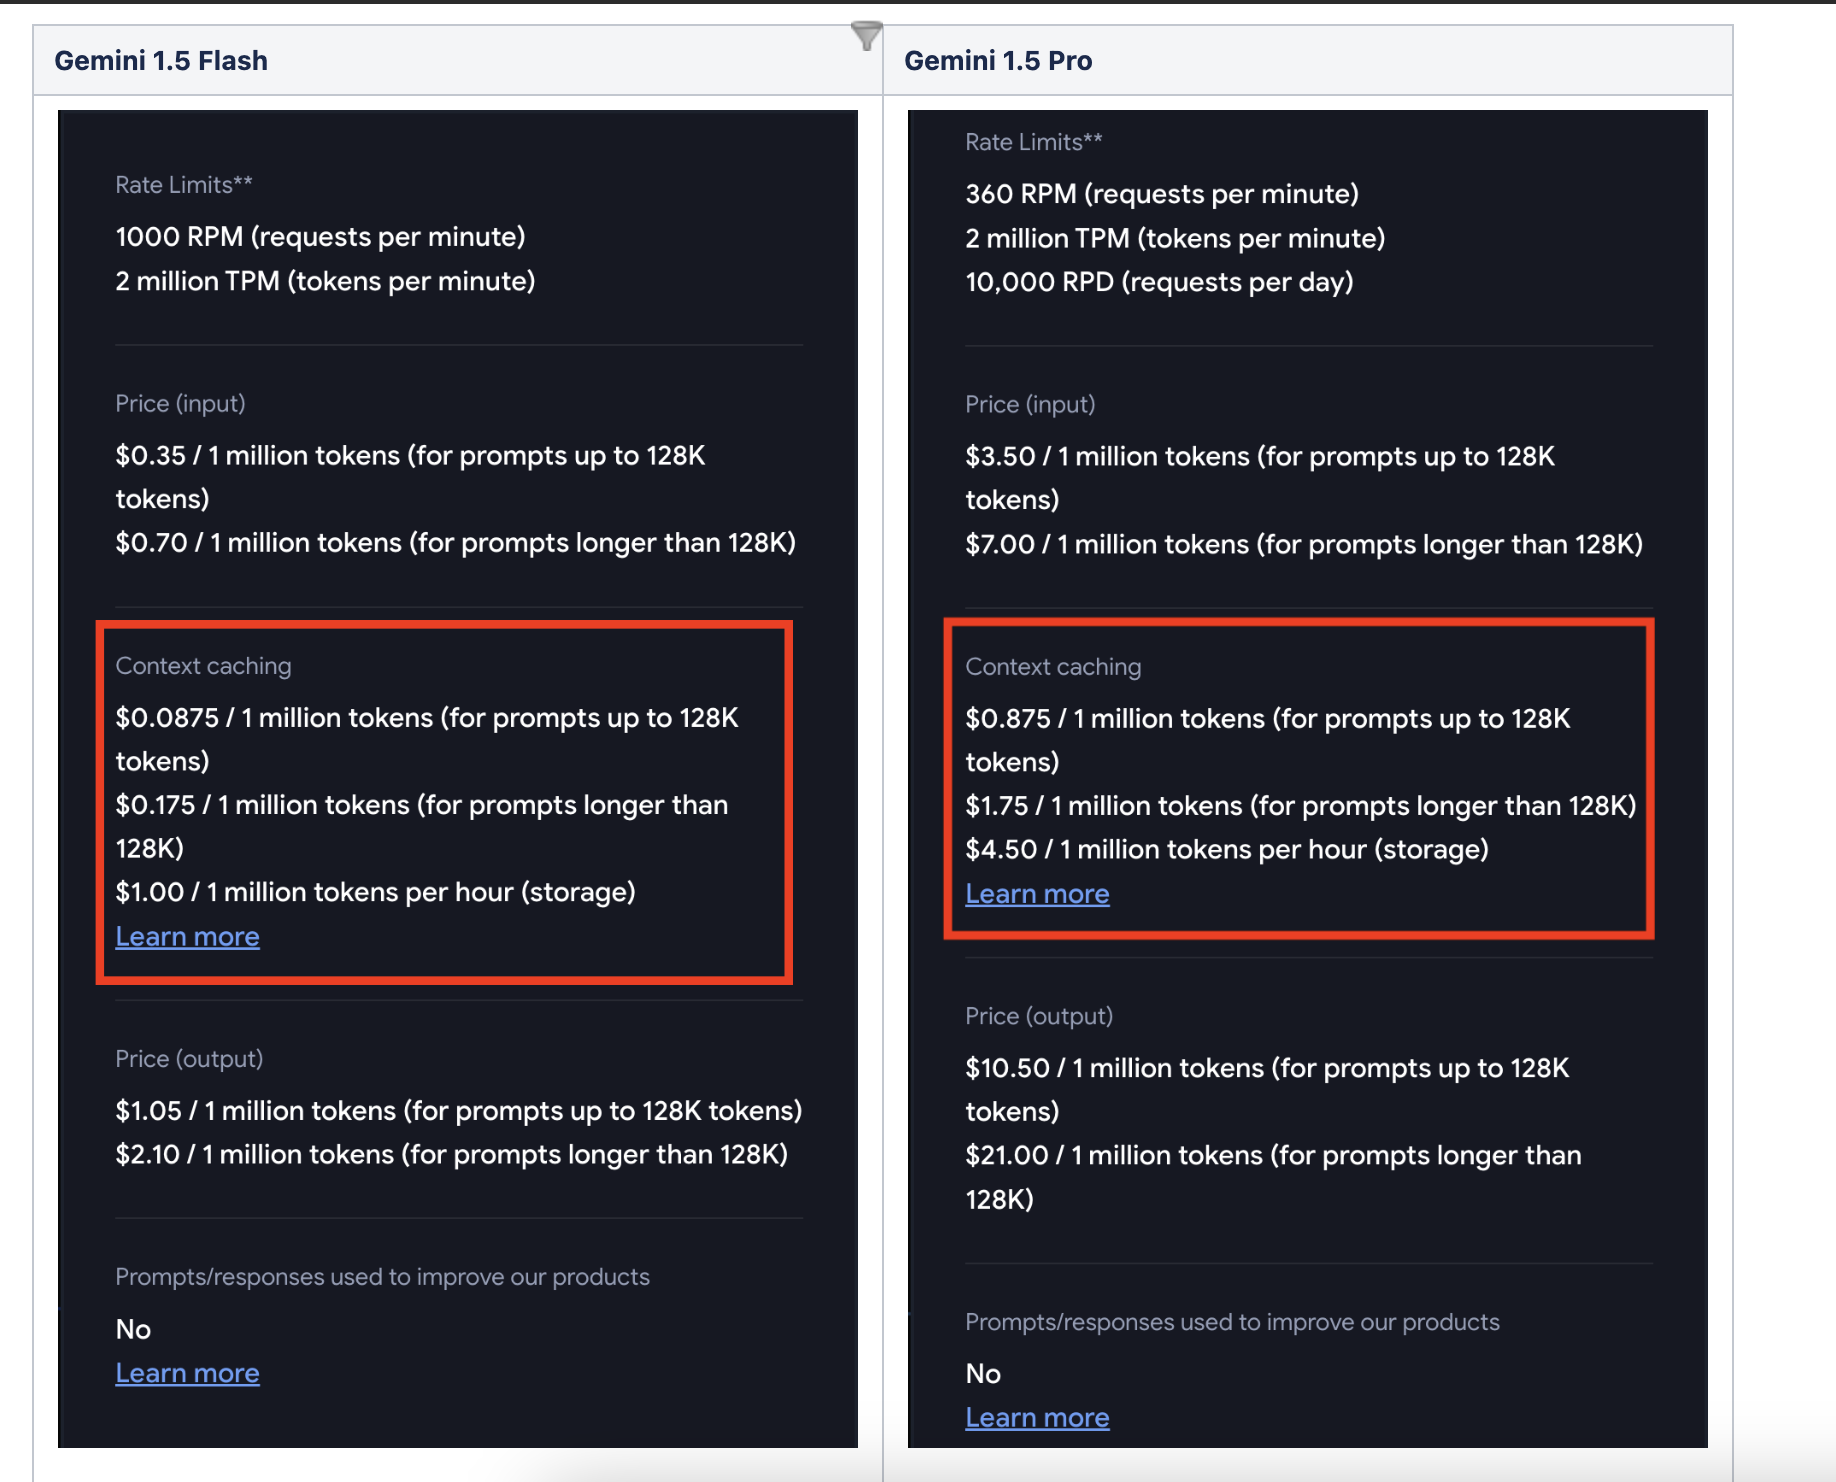 Gemini 1.5 Flash
Rate Limits**
1000 RPM (requests per minute)
2 million TPM (tokens per minute)
Price (input)
$0.35 / 1 million tokens (for prompts up to 128K
tokens)
$0.70 / 1 million tokens (for prompts longer than 128K)
Context caching
$0.0875 / 1 million tokens (for prompts up to 128K
tokens)
$0.175 / 1 million tokens (for prompts longer than
128K)
$1.00 / 1 million tokens per hour (storage)
Learn more
Price (output)
$1.05 / 1 million tokens (for prompts up to 128K tokens)
$2.10 / 1 million tokens (for prompts longer than 128K)
Prompts/responses used to improve our products
No
Learn more
Gemini 1.5 Pro
Rate Limits**
360 RPM (requests per minute)
2 million TPM (tokens per minute)
10,000 RPD (requests per day)
Price (input)
$3.50 / 1 million tokens (for prompts up to 128K
tokens)
$7.00 / 1 million tokens (for prompts longer than 128K)
Context caching
$0.875 / 1 million tokens (for prompts up to 128K
tokens)
$1.75 / 1 million tokens (for prompts longer than 128K)
$4.50 / 1 million tokens per hour (storage)
Learn more
Price (output)
$10.50 / 1 million tokens (for prompts up to 128K
tokens)
$21.00 / 1 million tokens (for prompts longer than
128K)
Prompts/responses used to improve our products
No
Learn more